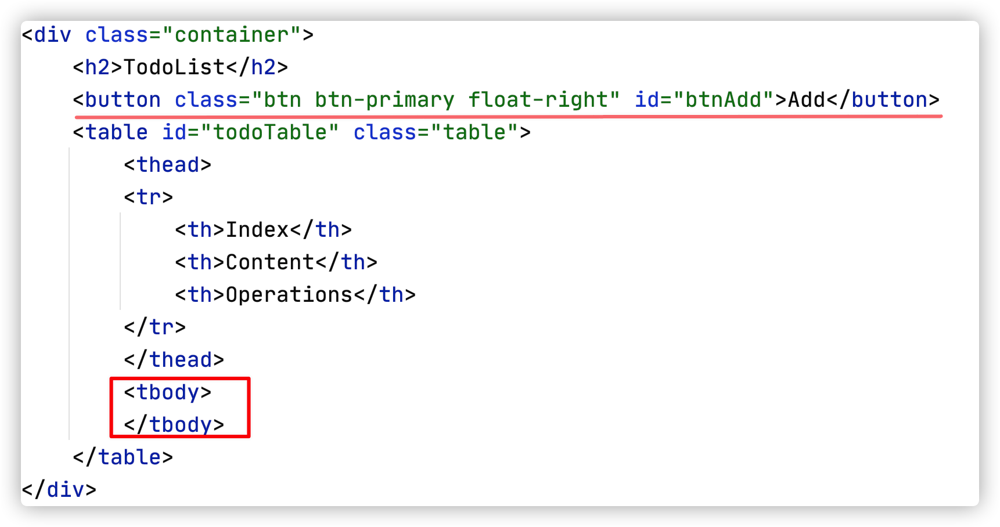 <div class="container">
<h2>TodoList</h2>
<button class="btn btn-primary float-right" id="btnAdd">Add</button>
<table id="todoTable" class="table">
<thead>
<tr>
<th>Index</th>
<th>Content</th>
<th>Operations</th>
</tr>
</thead>
<tbody>
</tbody>
</table>
</div>